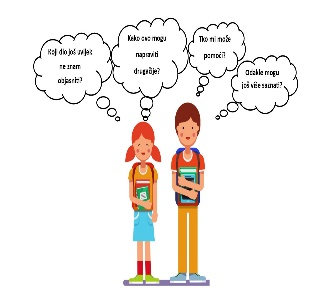 Koji dio još uvijek
ne znam
objasniti?
Kako ovo mogu
napraviti
drugačije?
Tko mi može
pomoći?
Odakle mogu
još više saznati?